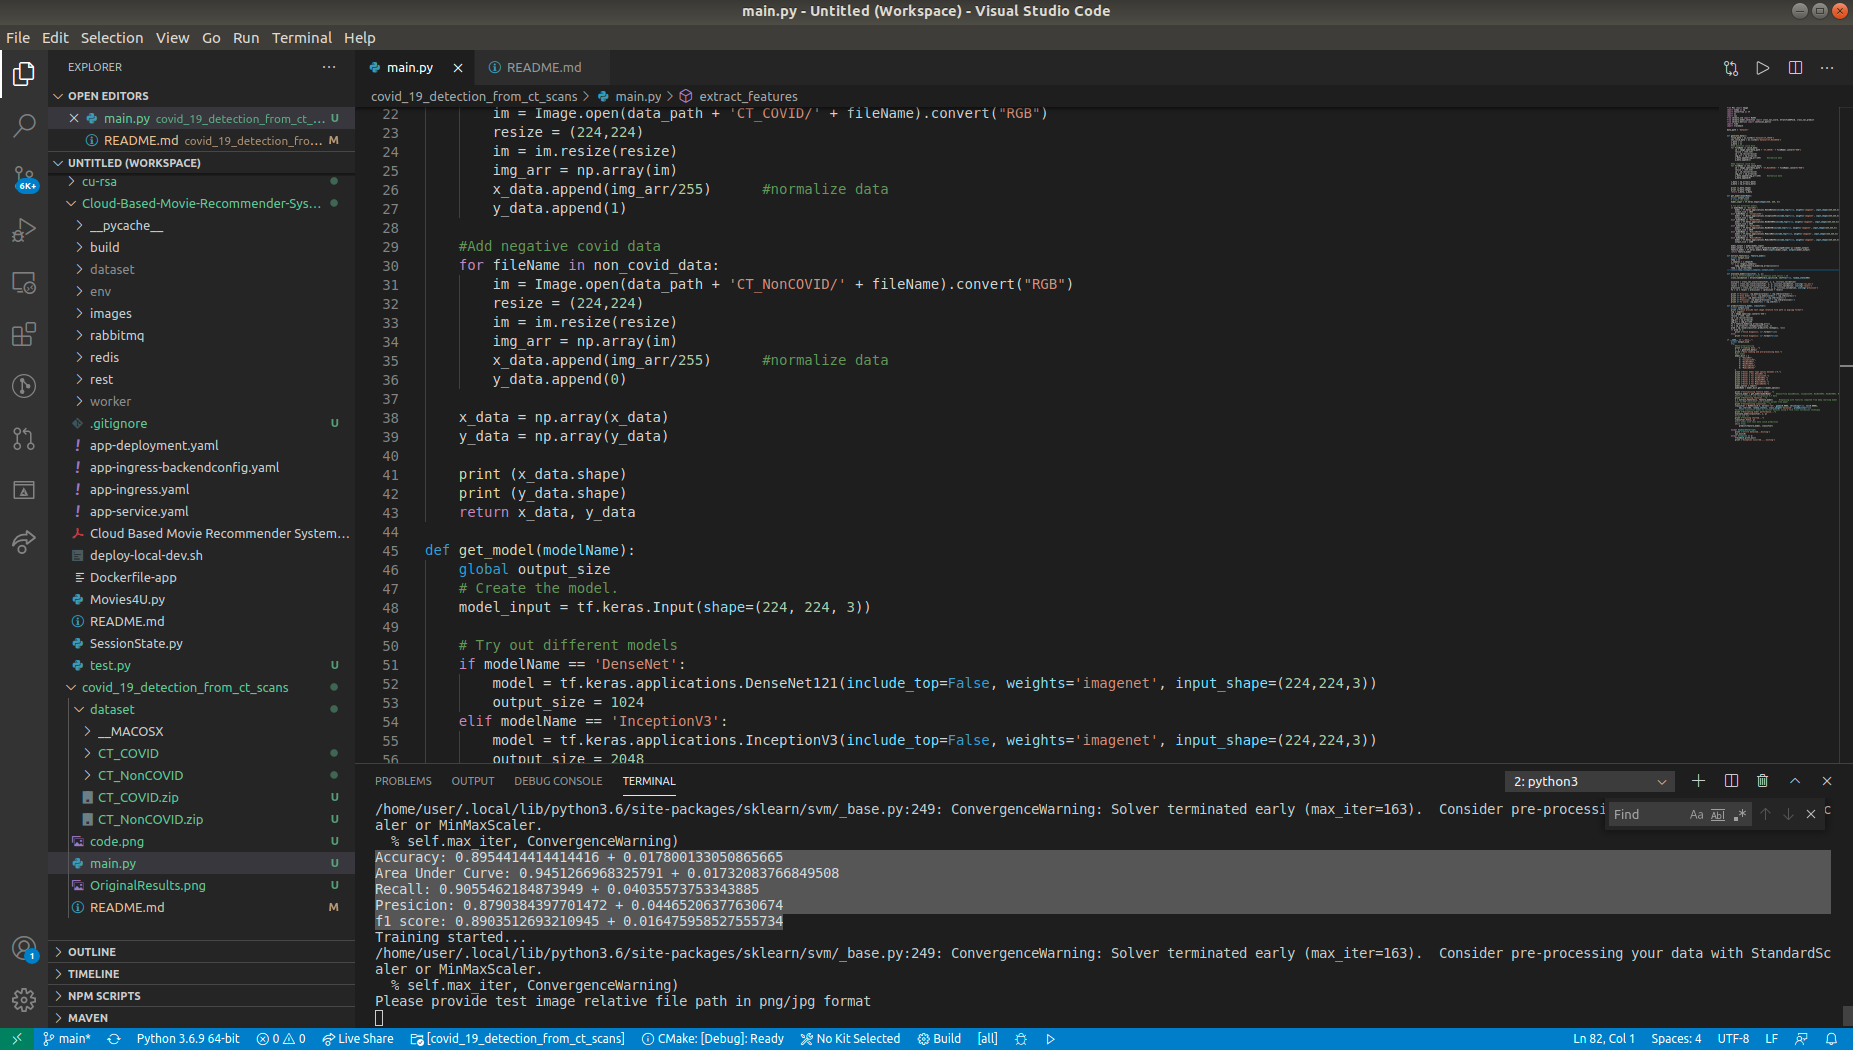 main.py - Untitled (Workspace) - Visual Studio Code
File Edit Selection View Go Run Terminal Help
EXPLORER
OPEN EDITORS
main.py covid_19_detection_from_ct_... U
README.md covid_19_detection_fro... M
UNTITLED (WORKSPACE)
cu-rsa
Cloud-Based-Movie-Recommender-Sys...
__pycache__
build
dataset
env
images
rabbitmq
redis
rest
worker
.gitignore U
app-deployment.yaml
app-ingress-backendconfig.yaml
app-ingress.yaml
app-service.yaml
Cloud Based Movie Recommender System...
deploy-local-dev.sh
Dockerfile-app
Movies4U.py
README.md
SessionState.py
test.py U
covid_19_detection_from_ct_scans
dataset
__MACOSX
CT_COVID
CT_NonCOVID
CT_COVID.zip U
CT_NonCOVID.zip U
code.png U
main.py U
OriginalResults.png U
README.md M
OUTLINE
TIMELINE
NPM SCRIPTS
MAVEN
6K+
1
main.py README.md
covid_19_detection_from_ct_scans > main.py > extract_features
22 im = Image.open(data_path + 'CT_COVID/' + fileName).convert("RGB")
23 resize = (224,224)
24 im = im.resize(resize)
25 img_arr = np.array(im)
26 x_data.append(img_arr/255) #normalize data
27 y_data.append(1)
28
29 #Add negative covid data
30 for fileName in non_covid_data:
31 im = Image.open(data_path + 'CT_NonCOVID/' + fileName).convert("RGB")
32 resize = (224,224)
33 im = im.resize(resize)
34 img_arr = np.array(im)
35 x_data.append(img_arr/255) #normalize data
36 y_data.append(0)
37
38 x_data = np.array(x_data)
39 y_data = np.array(y_data)
40
41 print (x_data.shape)
42 print (y_data.shape)
43 return x_data, y_data
44
45 def get_model(modelName):
46 global output_size
47 # Create the model.
48 model_input = tf.keras.Input(shape=(224, 224, 3))
49
50 # Try out different models
51 if modelName == 'DenseNet':
52 model = tf.keras.applications.DenseNet121(include_top=False, weights='imagenet', input_shape=(224,224,3))
53 output_size = 1024
54 elif modelName == 'InceptionV3':
55 model = tf.keras.applications.InceptionV3(include_top=False, weights='imagenet', input_shape=(224,224,3))
56 output_size = 2048
PROBLEMS OUTPUT DEBUG CONSOLE TERMINAL 2: python3
Find Aa Abl .*
/home/user/.local/lib/python3.6/site-packages/sklearn/svm/_base.py:249: ConvergenceWarning: Solver terminated early (max_iter=163).  Consider pre-processi c
aler or MinMaxScaler.
% self.max_iter, ConvergenceWarning)
Accuracy: 0.8954414414414416 + 0.017800133050865665
Area Under Curve: 0.9451266968325791 + 0.01732083766849508
Recall: 0.9055462184873949 + 0.04035573753343885
Presicion: 0.8790384397701472 + 0.04465206377630674
f1 score: 0.8903512693210945 + 0.016475958527555734
Training started...
/home/user/.local/lib/python3.6/site-packages/sklearn/svm/_base.py:249: ConvergenceWarning: Solver terminated early (max_iter=163).  Consider pre-processing your data with StandardSc
aler or MinMaxScaler.
% self.max_iter, ConvergenceWarning)
Please provide test image relative file path in png/jpg format
main* Python 3.6.9 64-bit 0 0 Live Share [covid_19_detection_from_ct_scans] CMake: [Debug]: Ready No Kit Selected Build [all] Ln 82, Col 1 Spaces: 4 UTF-8 LF